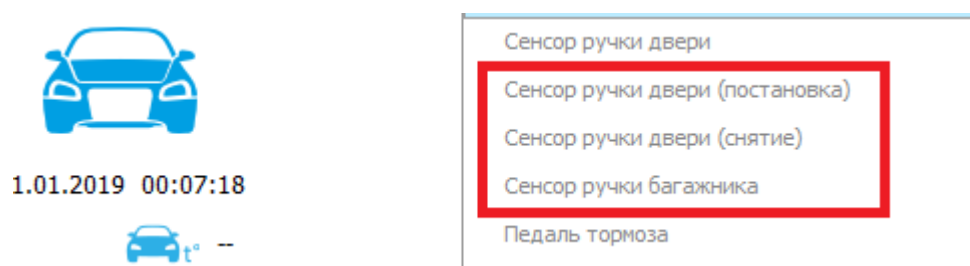 Сенсор ручки двери
Сенсор ручки двери (постановка)
Сенсор ручки двери (снятие)
1.01.2019 00:07:18
Сенсор ручки багажника
t° --
Педаль тормоза